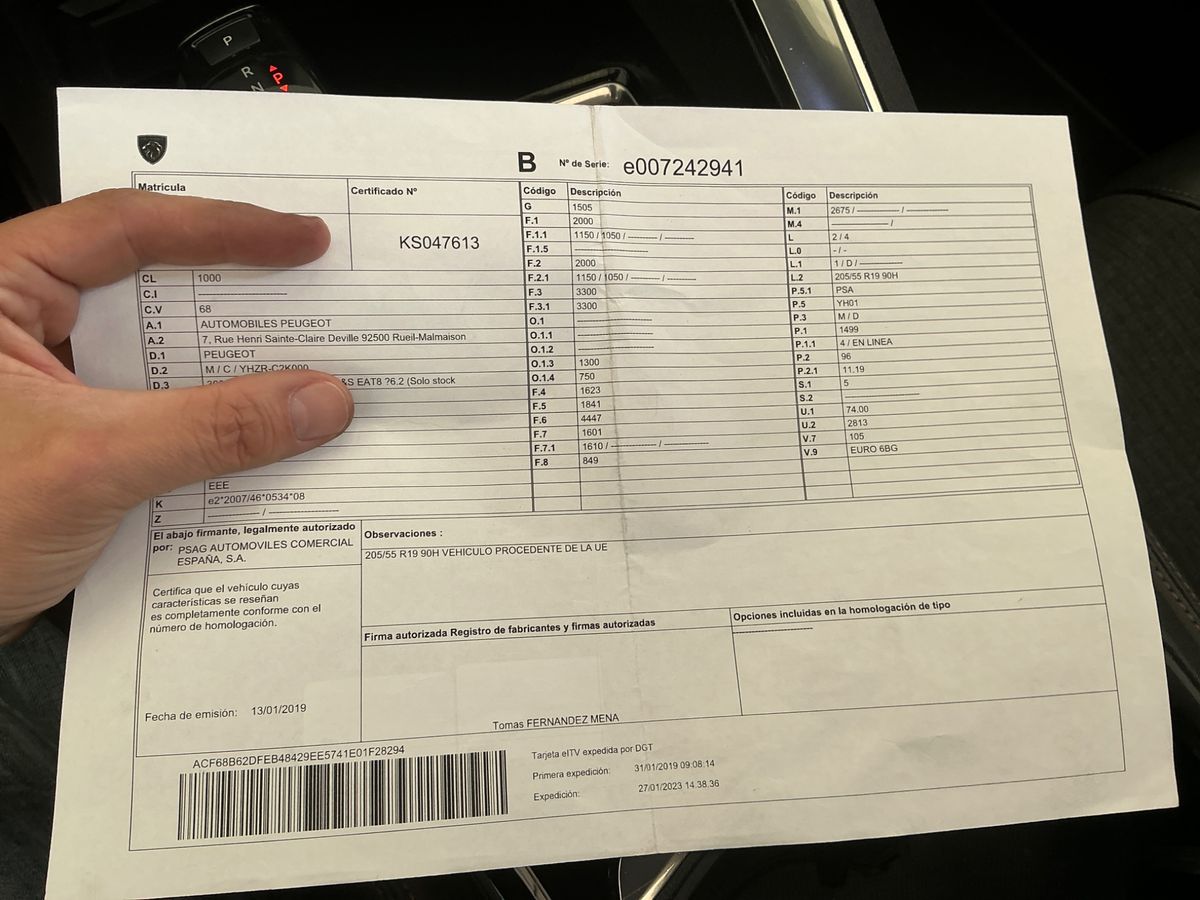 P
R
P
N
B Nº de Serie: e007242941
Matricula Certificado Nº
KS047613
CL 1000
C.I ------------------------
C.V 68
A.1 AUTOMOBILES PEUGEOT
A.2 7, Rue Henri Sainte-Claire Deville 92500 Rueil-Malmaison
D.1 PEUGEOT
D.2 M / C / YHZR-C2K000
D.3 &S EAT8 ?6.2 (Solo stock
EEE
K e2*2007/46*0534*08
Z -------------- / -------------------
Código Descripción
G 1505
F.1 2000
F.1.1 1150 / 1050 / ---------- / ----------
F.1.5 ------------------------
F.2 2000
F.2.1 1150 / 1050 / ---------- / ----------
F.3 3300
F.3.1 3300
O.1 ------------------------
O.1.1 ------------------------
O.1.2 ------------------------
O.1.3 1300
O.1.4 750
F.4 1623
F.5 1841
F.6 4447
F.7 1601
F.7.1 1610 / --------------- / --------------
F.8 849
Código Descripción
M.1 2675 / -------------- / --------------
M.4 ------------------- /
L 2 / 4
L.0 - / -
L.1 1 / D / --------------
L.2 205/55 R19 90H
P.5.1 PSA
P.5 YH01
P.3 M / D
P.1 1499
P.1.1 4 / EN LINEA
P.2 96
P.2.1 11.19
S.1 5
S.2 ------------------------
U.1 74.00
U.2 2813
V.7 105
V.9 EURO 6BG
El abajo firmante, legalmente autorizado
por: PSAG AUTOMOVILES COMERCIAL
ESPAÑA, S.A.
Certifica que el vehículo cuyas
características se reseñan
es completamente conforme con el
número de homologación.
Fecha de emisión: 13/01/2019
Observaciones :
205/55 R19 90H VEHICULO PROCEDENTE DE LA UE
Firma autorizada Registro de fabricantes y firmas autorizadas
Tomas FERNANDEZ MENA
Opciones incluidas en la homologación de tipo
------------------------
ACF68B62DFEB48429EE5741E01F28294
Tarjeta eITV expedida por DGT
Primera expedición: 31/01/2019 09:08:14
Expedición: 27/01/2023 14.38.36